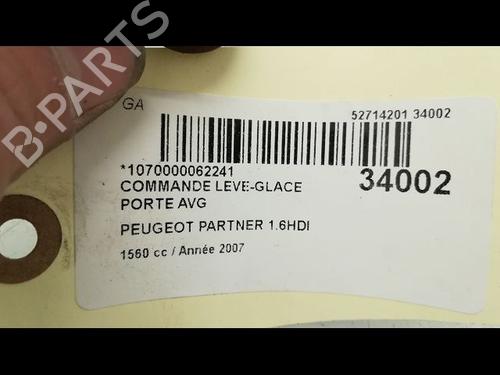 B-PARTS
GA
52714201 34002
*1070000062241
COMMANDE LEVE-GLACE
34002
PORTE AVG
PEUGEOT PARTNER 1.6HDI
1560 cc / Année 2007